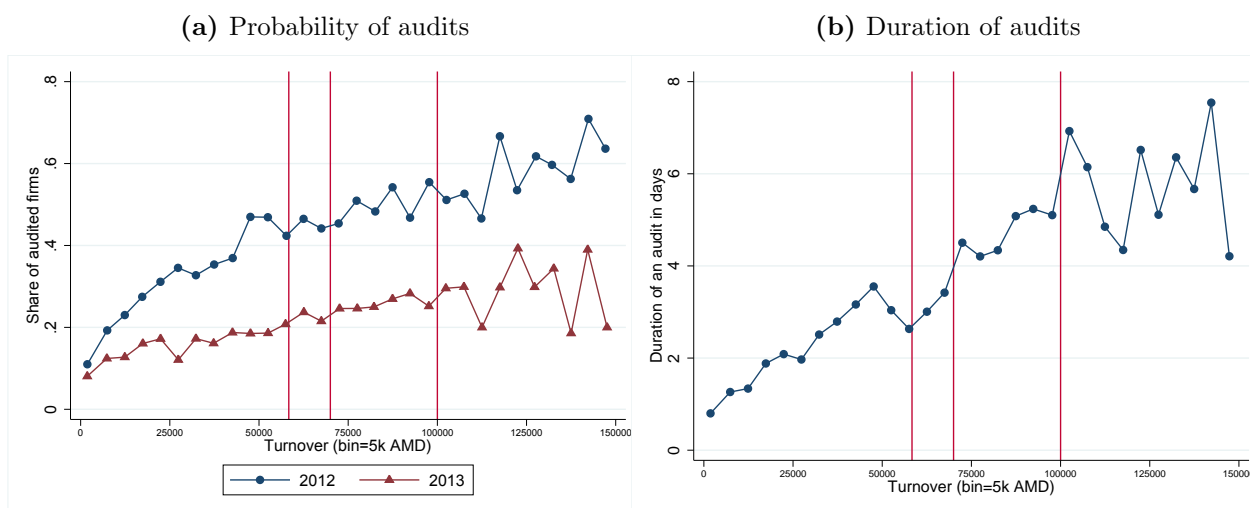 (a) Probability of audits
Share of audited firms
.8
.6
.4
.2
0
0 25000 50000 75000 100000 125000 150000
Turnover (bin=5k AMD)
2012 2013
(b) Duration of audits
Duration of an audit in days
8
6
4
2
0
0 25000 50000 75000 100000 125000 15000
Turnover (bin=5k AMD)